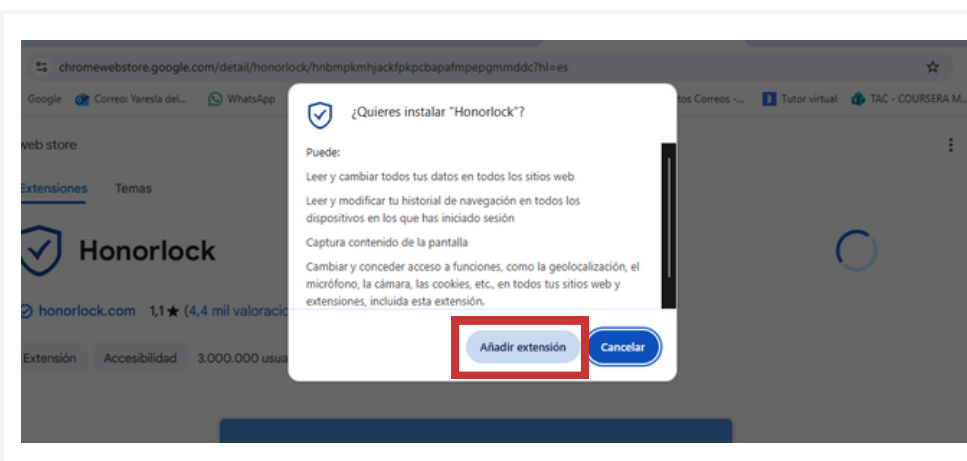 chromewebstore.google.com/detail/honorlock/hnbmpkmhjackfpkpcbapafmpepgmmddc?hl=es
Google Correo: Yaresla del... WhatsApp tos Correos -... Tutor virtual TAC - COURSERA M...
web store
Extensiones Temas
Honorlock
honorlock.com 1,1★ (4,4 mil valoracio
Extensión Accesibilidad 3.000.000 usua
¿Quieres instalar "Honorlock"?
Puede:
Leer y cambiar todos tus datos en todos los sitios web
Leer y modificar tu historial de navegación en todos los
dispositivos en los que has iniciado sesión
Captura contenido de la pantalla
Cambiar y conceder acceso a funciones, como la geolocalización, el
micrófono, la cámara, las cookies, etc., en todos tus sitios web y
extensiones, incluida esta extensión.
Añadir extensión Cancelar